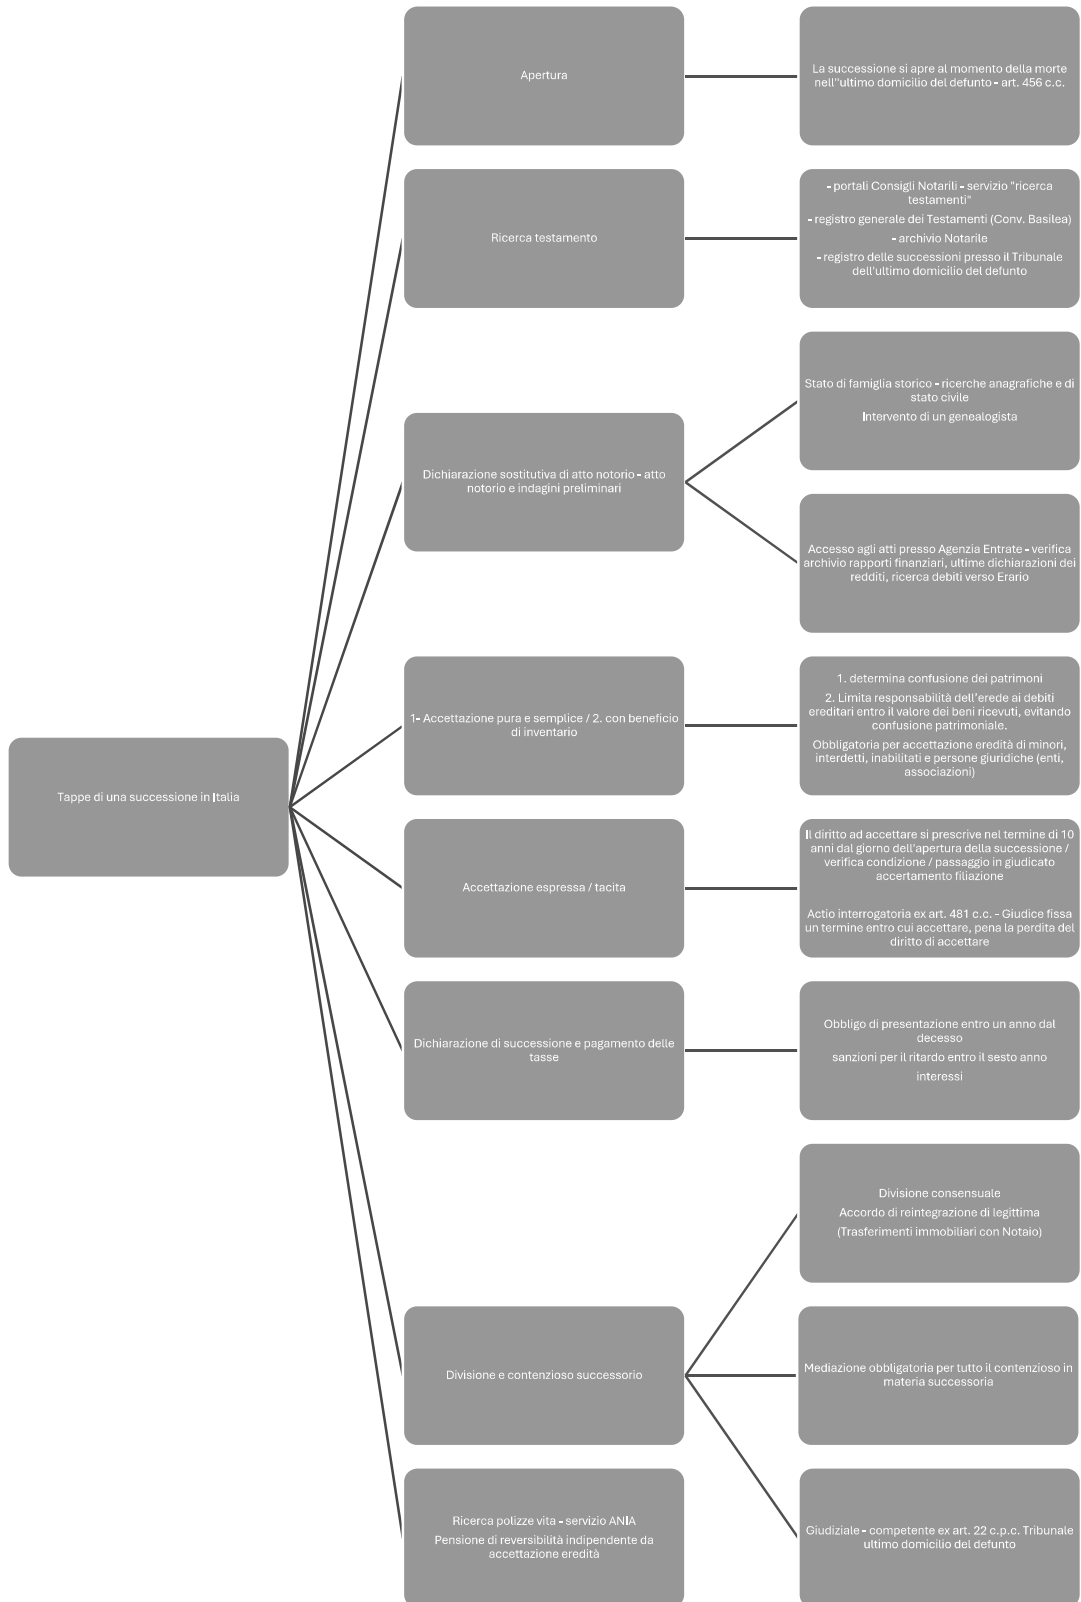 Tappe di una successione in Italia
Apertura
La successione si apre al momento della morte
nell"ultimo domicilio del defunto - art. 456 c.c.
Ricerca testamento
- portali Consigli Notarili - servizio "ricerca
testamenti"
- registro generale dei Testamenti (Conv. Basilea)
- archivio Notarile
- registro delle successioni presso il Tribunale
dell'ultimo domicilio del defunto
Dichiarazione sostitutiva di atto notorio - atto
notorio e indagini preliminari
Stato di famiglia storico - ricerche anagrafiche e di
stato civile
Intervento di un genealogista
Accesso agli atti presso Agenzia Entrate - verifica
archivio rapporti finanziari, ultime dichiarazioni dei
redditi, ricerca debiti verso Erario
1- Accettazione pura e semplice / 2. con beneficio
di inventario
1. determina confusione dei patrimoni
2. Limita responsabilità dell'erede ai debiti
ereditari entro il valore dei beni ricevuti, evitando
confusione patrimoniale.
Obbligatoria per accettazione eredità di minori,
interdetti, inabilitati e persone giuridiche (enti,
associazioni)
Accettazione espressa / tacita
Il diritto ad accettare si prescrive nel termine di 10
anni dal giorno dell'apertura della successione /
verifica condizione / passaggio in giudicato
accertamento filiazione
Actio interrogatoria ex art. 481 c.c. - Giudice fissa
un termine entro cui accettare, pena la perdita del
diritto di accettare
Dichiarazione di successione e pagamento delle
tasse
Obbligo di presentazione entro un anno dal
decesso
sanzioni per il ritardo entro il sesto anno
interessi
Divisione e contenzioso successorio
Divisione consensuale
Accordo di reintegrazione di legittima
(Trasferimenti immobiliari con Notaio)
Mediazione obbligatoria per tutto il contenzioso in
materia successoria
Giudiziale - competente ex art. 22 c.p.c. Tribunale
ultimo domicilio del defunto
Ricerca polizze vita - servizio ANIA
Pensione di reversibilità indipendente da
accettazione eredità